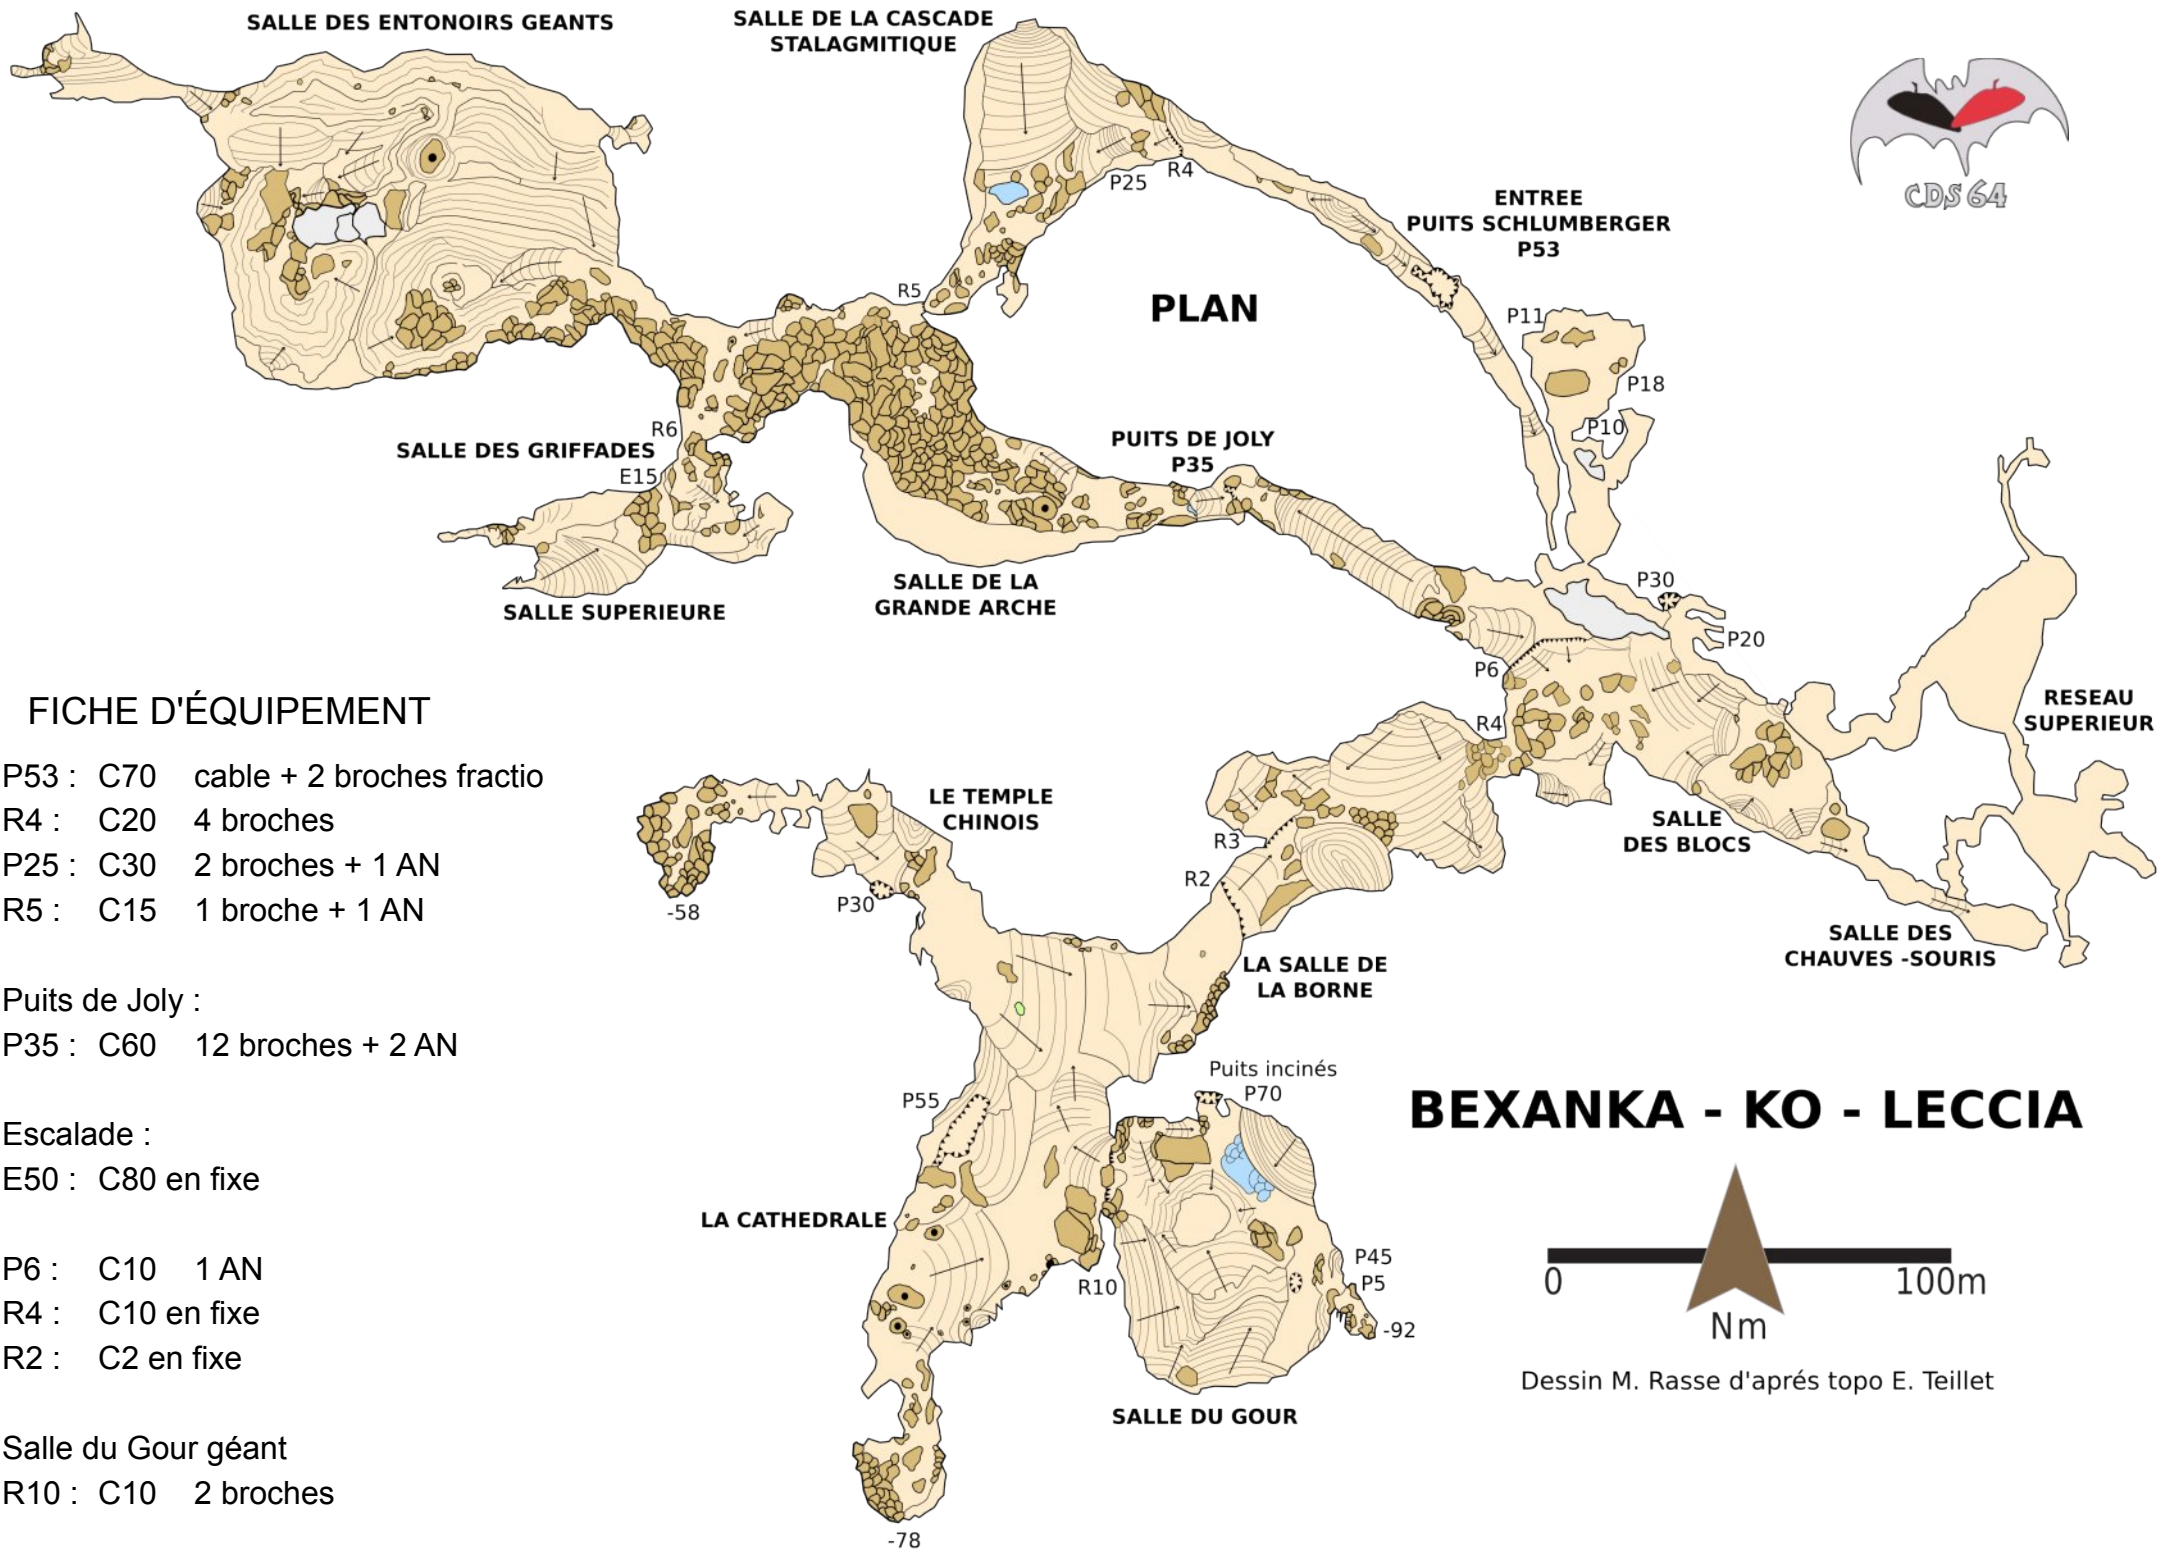 SALLE DES ENTONOIRS GEANTS
SALLE DE LA CASCADE
STALAGMITIQUE
CDS 64
P25
R4
ENTREE
PUITS SCHLUMBERGER
P53
R5
PLAN
P11
P18
P10
R6
SALLE DES GRIFFADES
E15
PUITS DE JOLY
P35
SALLE DE LA
GRANDE ARCHE
SALLE SUPERIEURE
P30
P20
P6
R4
RESEAU
SUPERIEUR
FICHE D'ÉQUIPEMENT
P53 : C70 cable + 2 broches fractio
R4 : C20 4 broches
P25 : C30 2 broches + 1 AN
R5 : C15 1 broche + 1 AN
Puits de Joly :
P35 : C60 12 broches + 2 AN
Escalade :
E50 : C80 en fixe
P6 : C10 1 AN
R4 : C10 en fixe
R2 : C2 en fixe
Salle du Gour géant
R10 : C10 2 broches
LE TEMPLE
CHINOIS
-58
P30
R3
R2
SALLE
DES BLOCS
SALLE DES
CHAUVES -SOURIS
LA SALLE DE
LA BORNE
Puits incinés
P70
P55
LA CATHEDRALE
R10
P45
P5
-92
SALLE DU GOUR
-78
BEXANKA - KO - LECCIA
0
100m
Nm
Dessin M. Rasse d'aprés topo E. Teillet